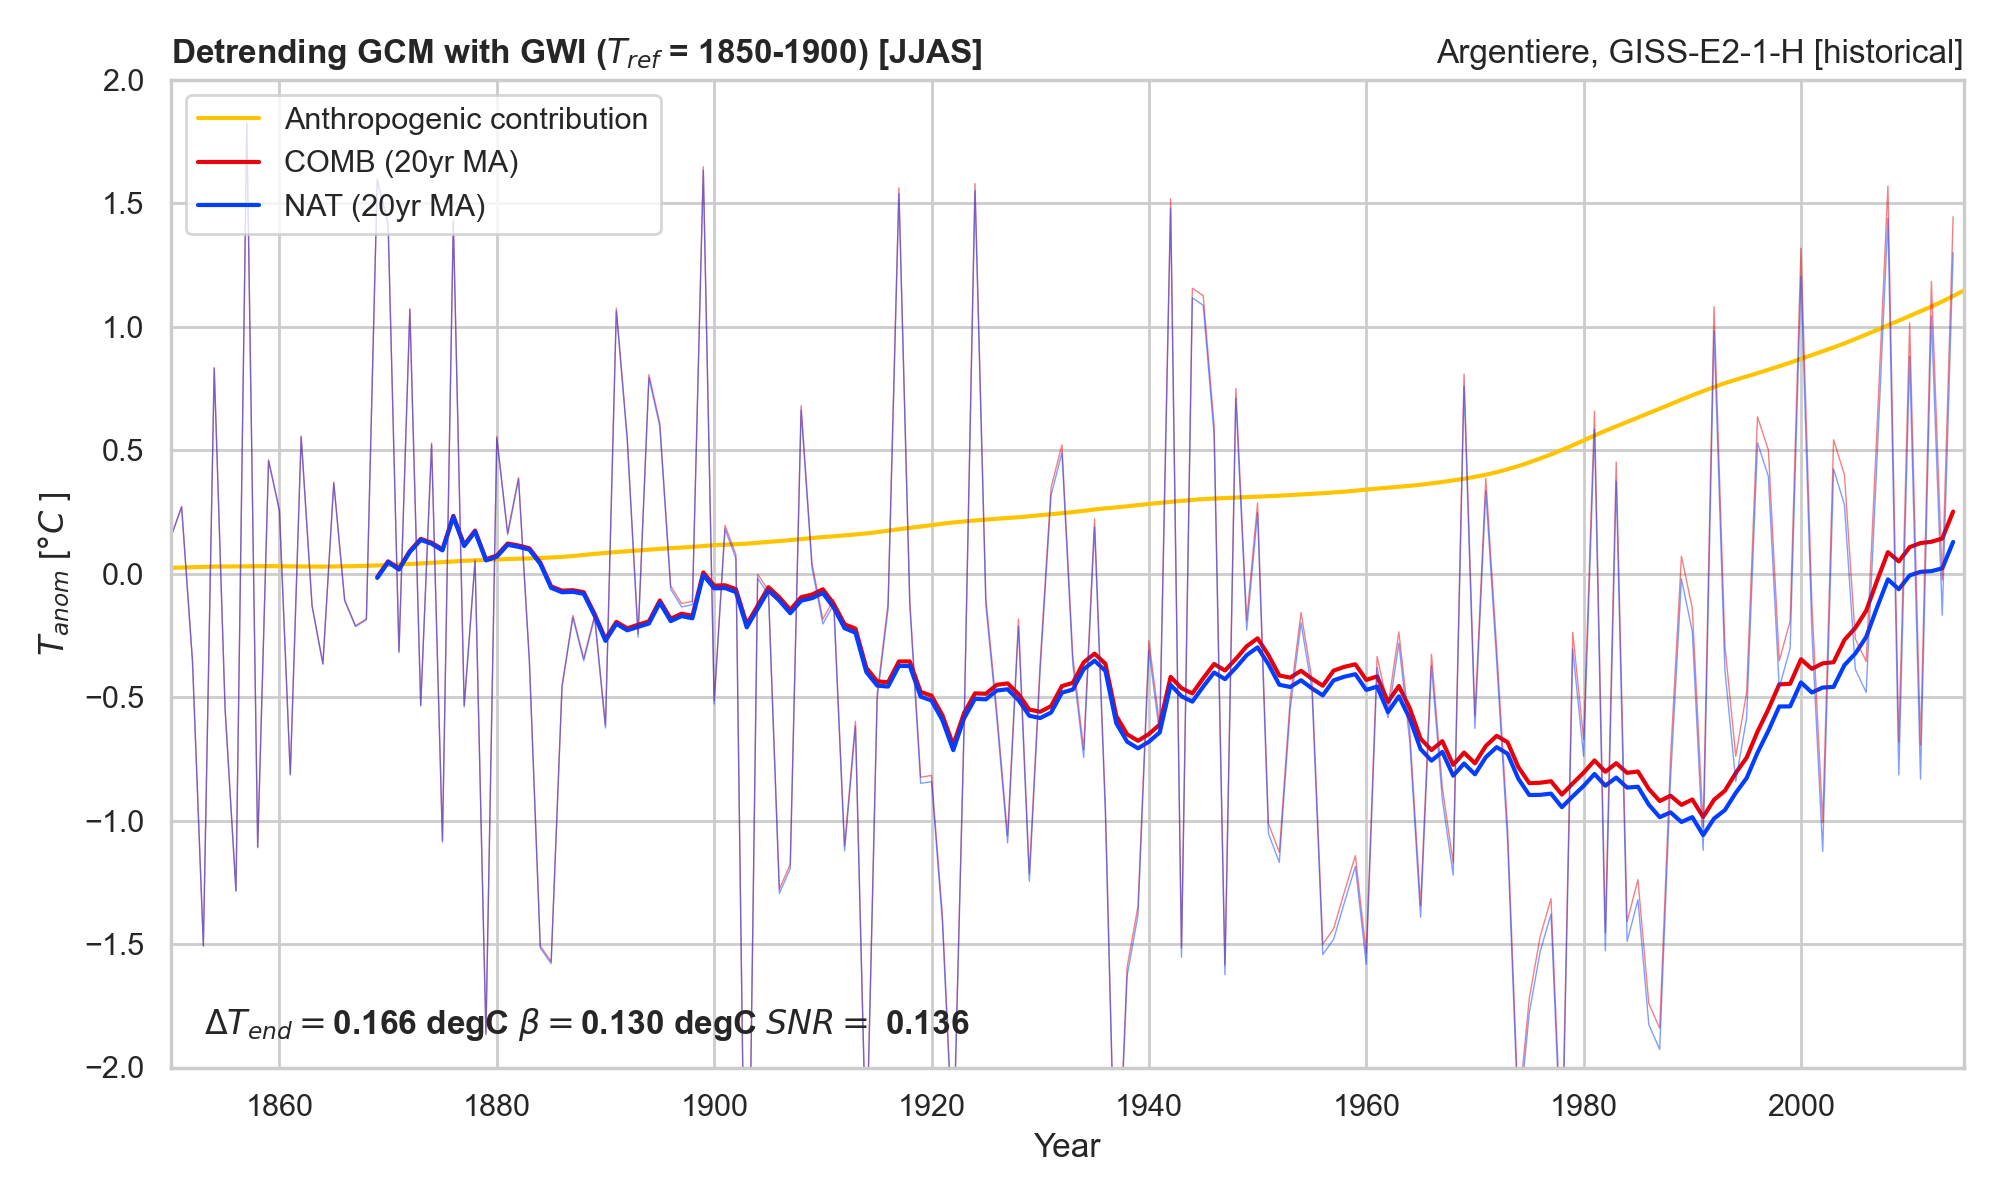 Detrending GCM with GWI (T_ref = 1850-1900) [JJAS]
Argentiere, GISS-E2-1-H [historical]
Anthropogenic contribution
COMB (20yr MA)
NAT (20yr MA)
2.0
1.5
1.0
0.5
0.0
−0.5
−1.0
−1.5
−2.0
T_anom [°C ]
ΔT_end = 0.166 degC β = 0.130 degC SNR = 0.136
1860 1880 1900 1920 1940 1960 1980 2000
Year